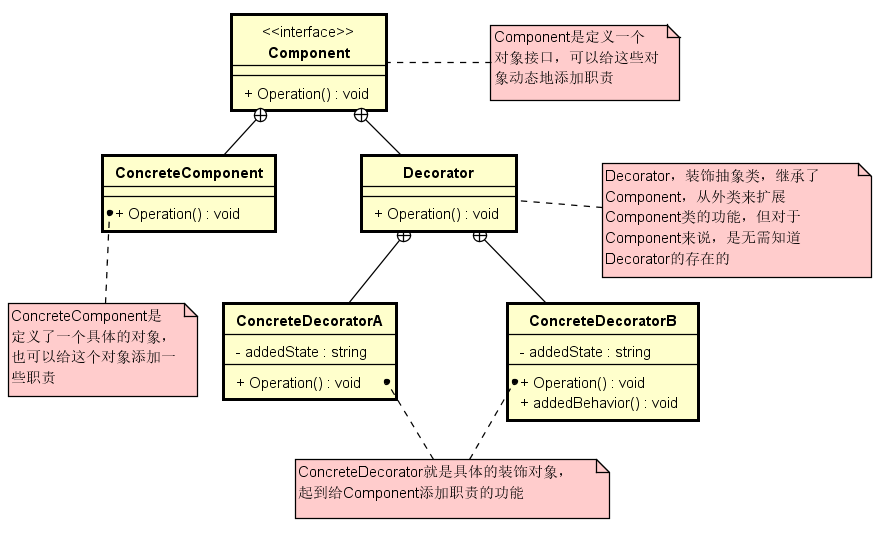 <<interface>>
Component
+ Operation() : void
Component是定义一个
对象接口，可以给这些对
象动态地添加职责
ConcreteComponent
+ Operation() : void
Decorator
+ Operation() : void
Decorator，装饰抽象类，继承了
Component，从外类来扩展
Component类的功能，但对于
Component来说，是无需知道
Decorator的存在的
ConcreteComponent是
定义了一个具体的对象，
也可以给这个对象添加一
些职责
ConcreteDecoratorA
- addedState : string
+ Operation() : void
ConcreteDecoratorB
- addedState : string
+ Operation() : void
+ addedBehavior() : void
ConcreteDecorator就是具体的装饰对象，
起到给Component添加职责的功能